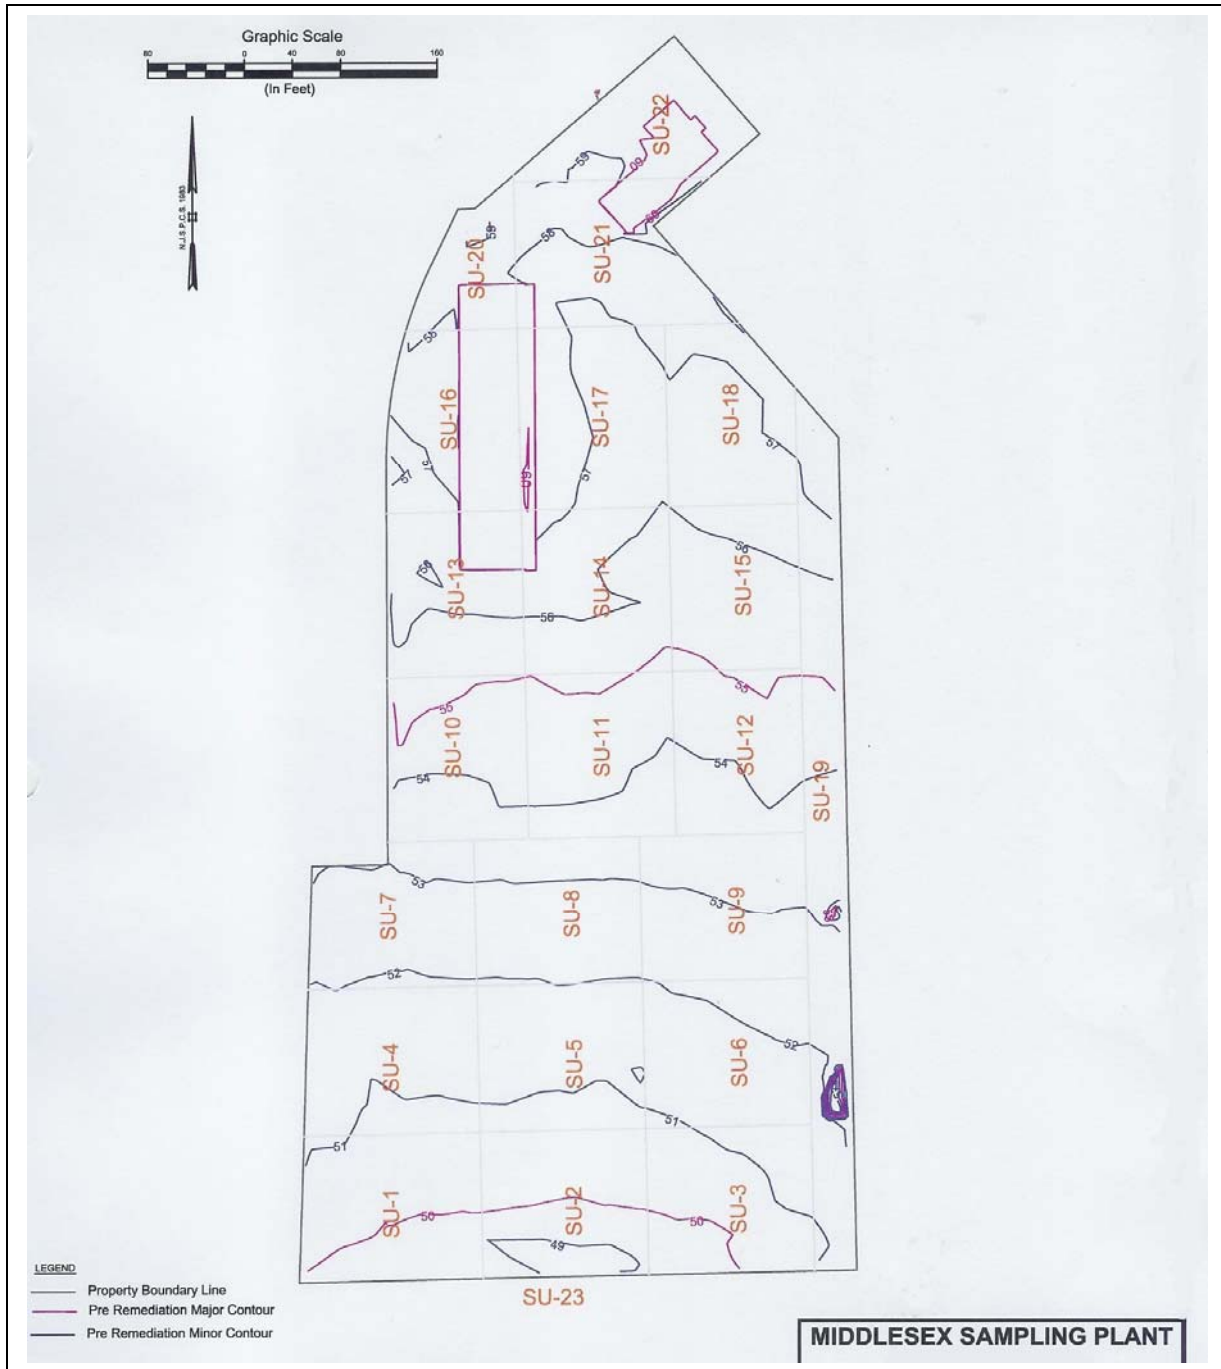 Graphic Scale
80 0 40 80 160
(In Feet)
N.J.S.P.C.S. 1983
SU-22
59
60
60
58
58
SU-20
SU-21
58
SU-16
SU-17
SU-18
57
57
57
57
60
56
56
SU-13
SU-14
SU-15
56
55
55
SU-10
SU-11
SU-12
54
54
SU-19
53
53
SU-7
SU-8
SU-9
52
52
SU-4
SU-5
SU-6
51
51
SU-1
SU-2
SU-3
50
50
49
SU-23
LEGEND
Property Boundary Line
Pre Remediation Major Contour
Pre Remediation Minor Contour
MIDDLESEX SAMPLING PLANT